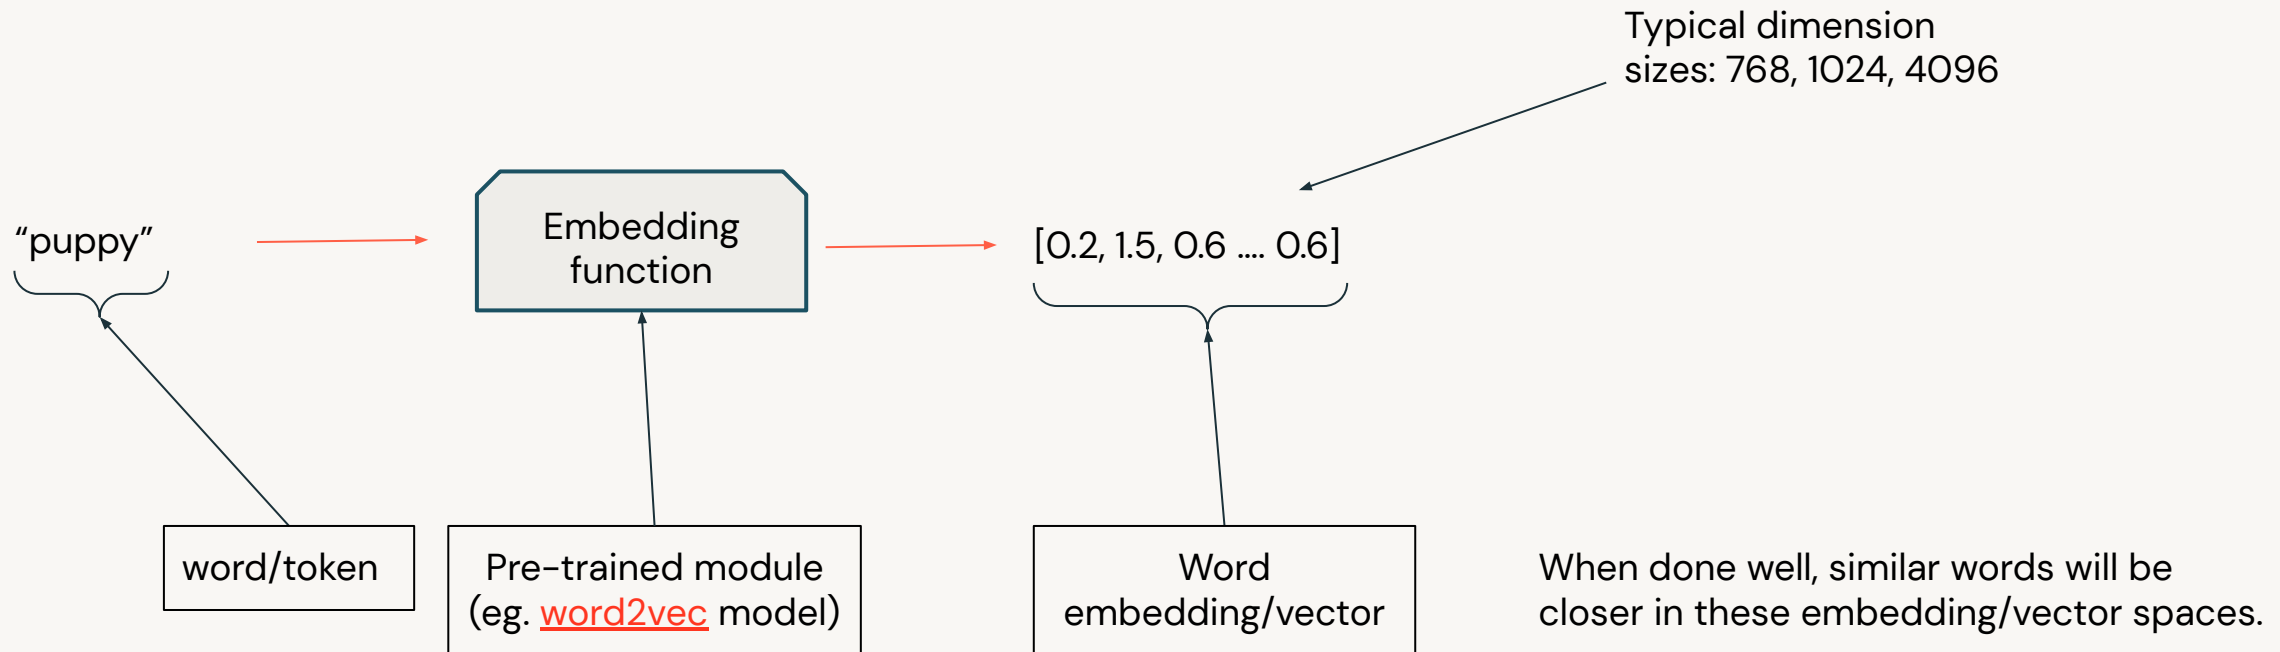 Typical dimension
sizes: 768, 1024, 4096
“puppy”
Embedding
function
[0.2, 1.5, 0.6 .... 0.6]
word/token
Pre-trained module
(eg. word2vec model)
Word
embedding/vector
When done well, similar words will be
closer in these embedding/vector spaces.